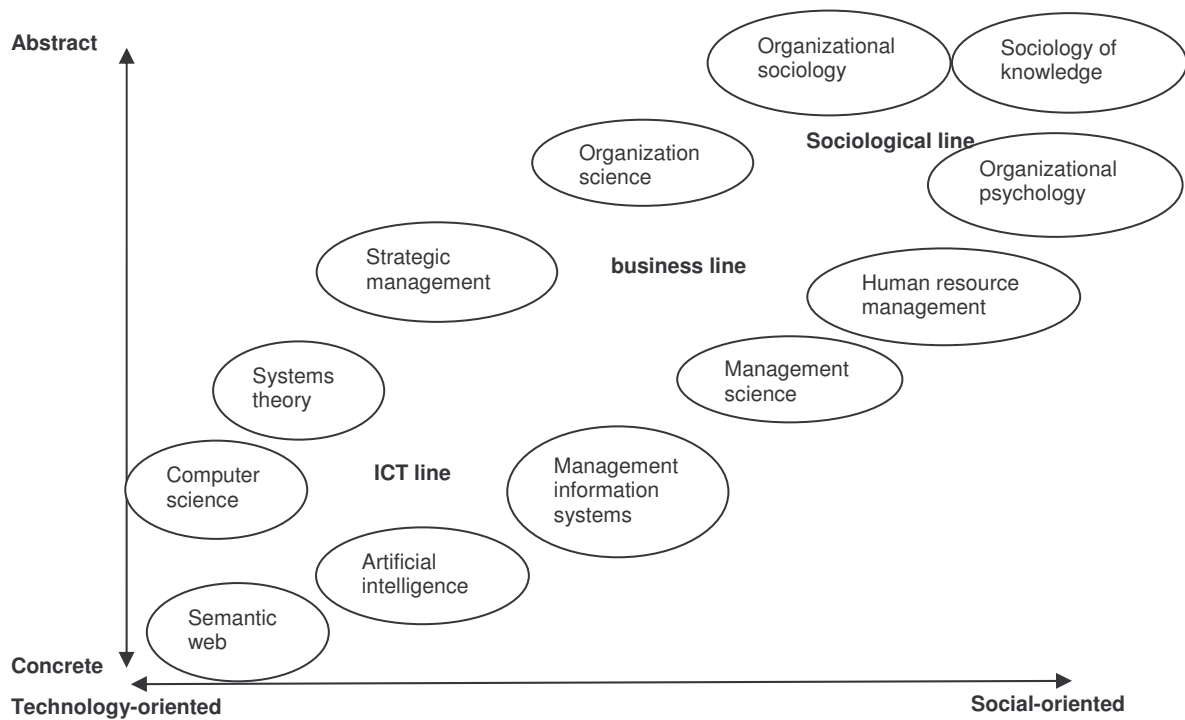 Abstract
Organizational
sociology
Sociology of
knowledge
Sociological line
Organization
science
Organizational
psychology
Strategic
management
business line
Human resource
management
Systems
theory
Management
science
Computer
science
ICT line
Management
information
systems
Artificial
intelligence
Semantic
web
Concrete
Technology-oriented
Social-oriented